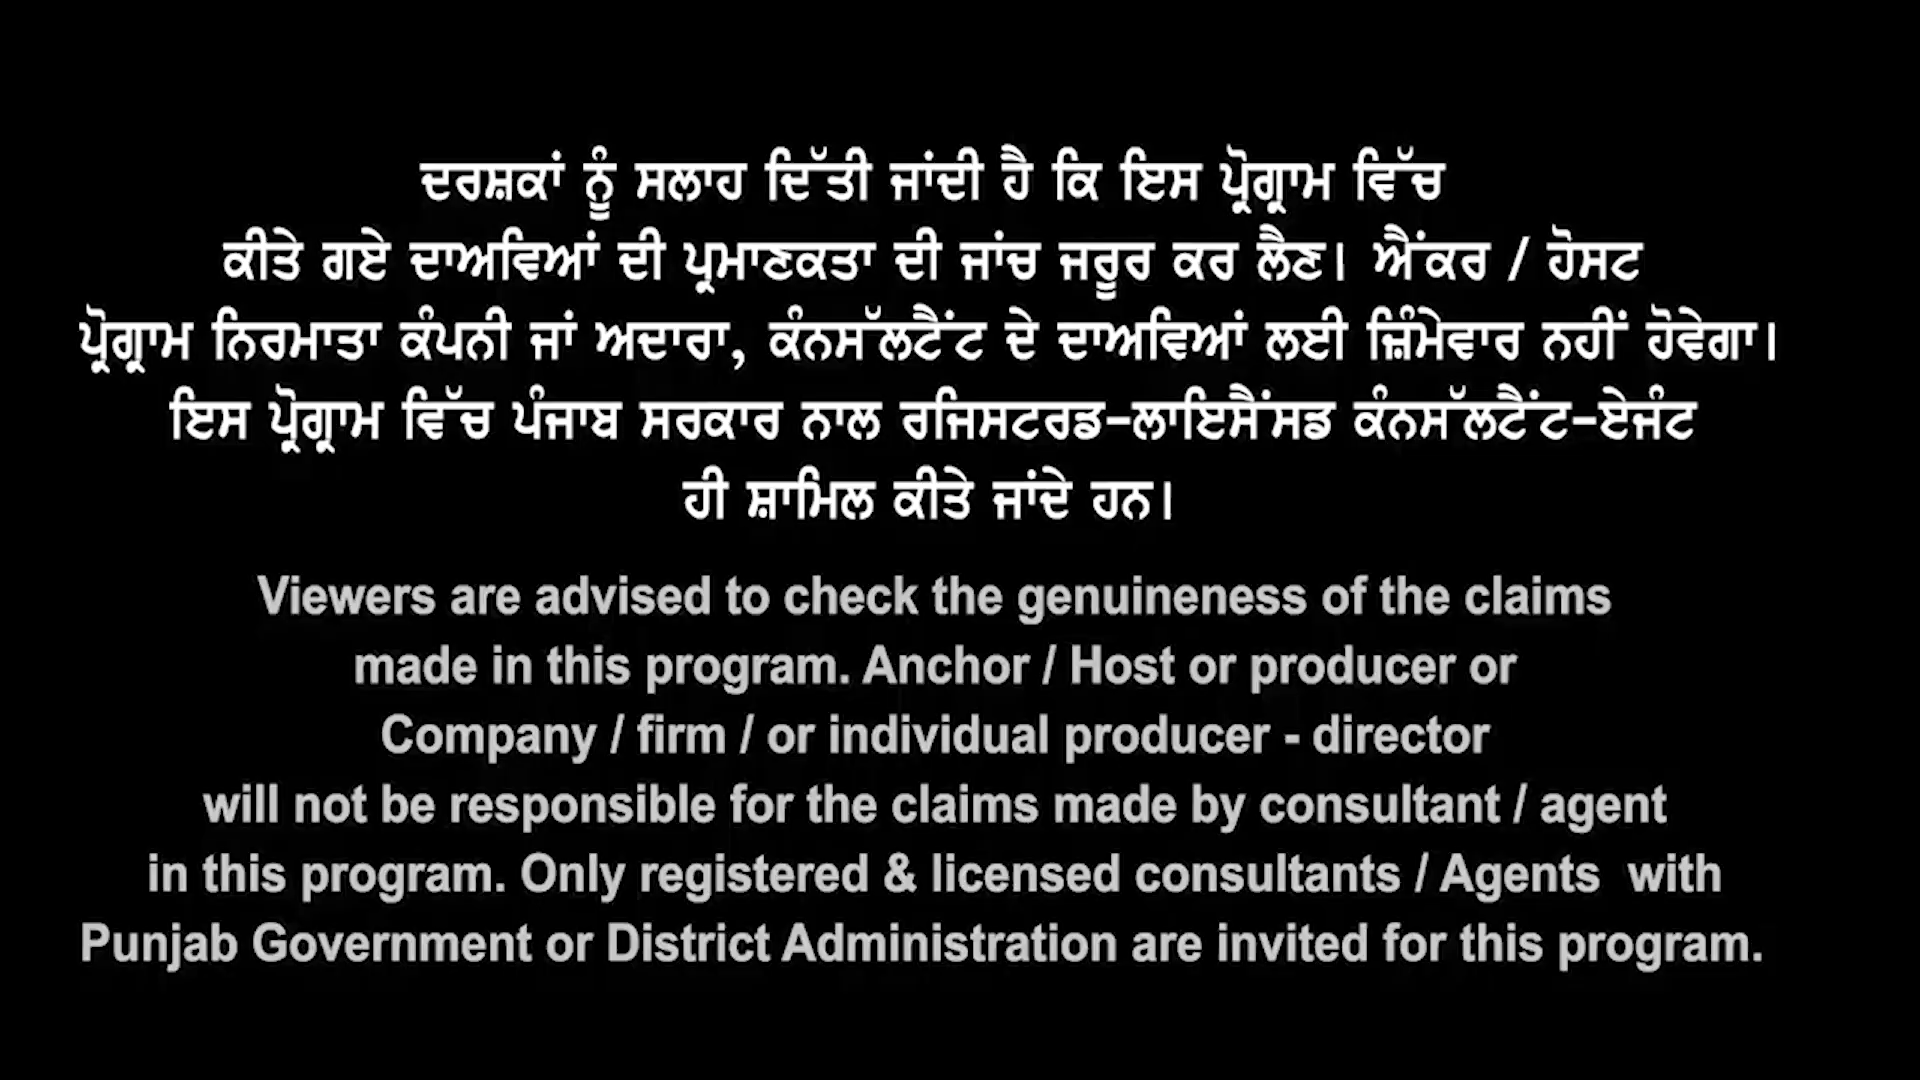 ਦਰਸ਼ਕਾਂ ਨੂੰ ਸਲਾਹ ਦਿੱਤੀ ਜਾਂਦੀ ਹੈ ਕਿ ਇਸ ਪ੍ਰੋਗ੍ਰਾਮ ਵਿੱਚ
ਕੀਤੇ ਗਏ ਦਾਅਵਿਆਂ ਦੀ ਪ੍ਰਮਾਣਕਤਾ ਦੀ ਜਾਂਚ ਜਰੂਰ ਕਰ ਲੈਣ। ਐਂਕਰ / ਹੋਸਟ
ਪ੍ਰੋਗ੍ਰਾਮ ਨਿਰਮਾਤਾ ਕੰਪਨੀ ਜਾਂ ਅਦਾਰਾ, ਕੰਨਸੱਲਟੈਂਟ ਦੇ ਦਾਅਵਿਆਂ ਲਈ ਜ਼ਿੰਮੇਵਾਰ ਨਹੀਂ ਹੋਵੇਗਾ।
ਇਸ ਪ੍ਰੋਗ੍ਰਾਮ ਵਿੱਚ ਪੰਜਾਬ ਸਰਕਾਰ ਨਾਲ ਰਜਿਸਟਰਡ-ਲਾਇਸੈਂਸਡ ਕੰਨਸੱਲਟੈਂਟ-ਏਜੰਟ
ਹੀ ਸ਼ਾਮਿਲ ਕੀਤੇ ਜਾਂਦੇ ਹਨ।
Viewers are advised to check the genuineness of the claims
made in this program. Anchor / Host or producer or
Company / firm / or individual producer - director
will not be responsible for the claims made by consultant / agent
in this program. Only registered & licensed consultants / Agents with
Punjab Government or District Administration are invited for this program.